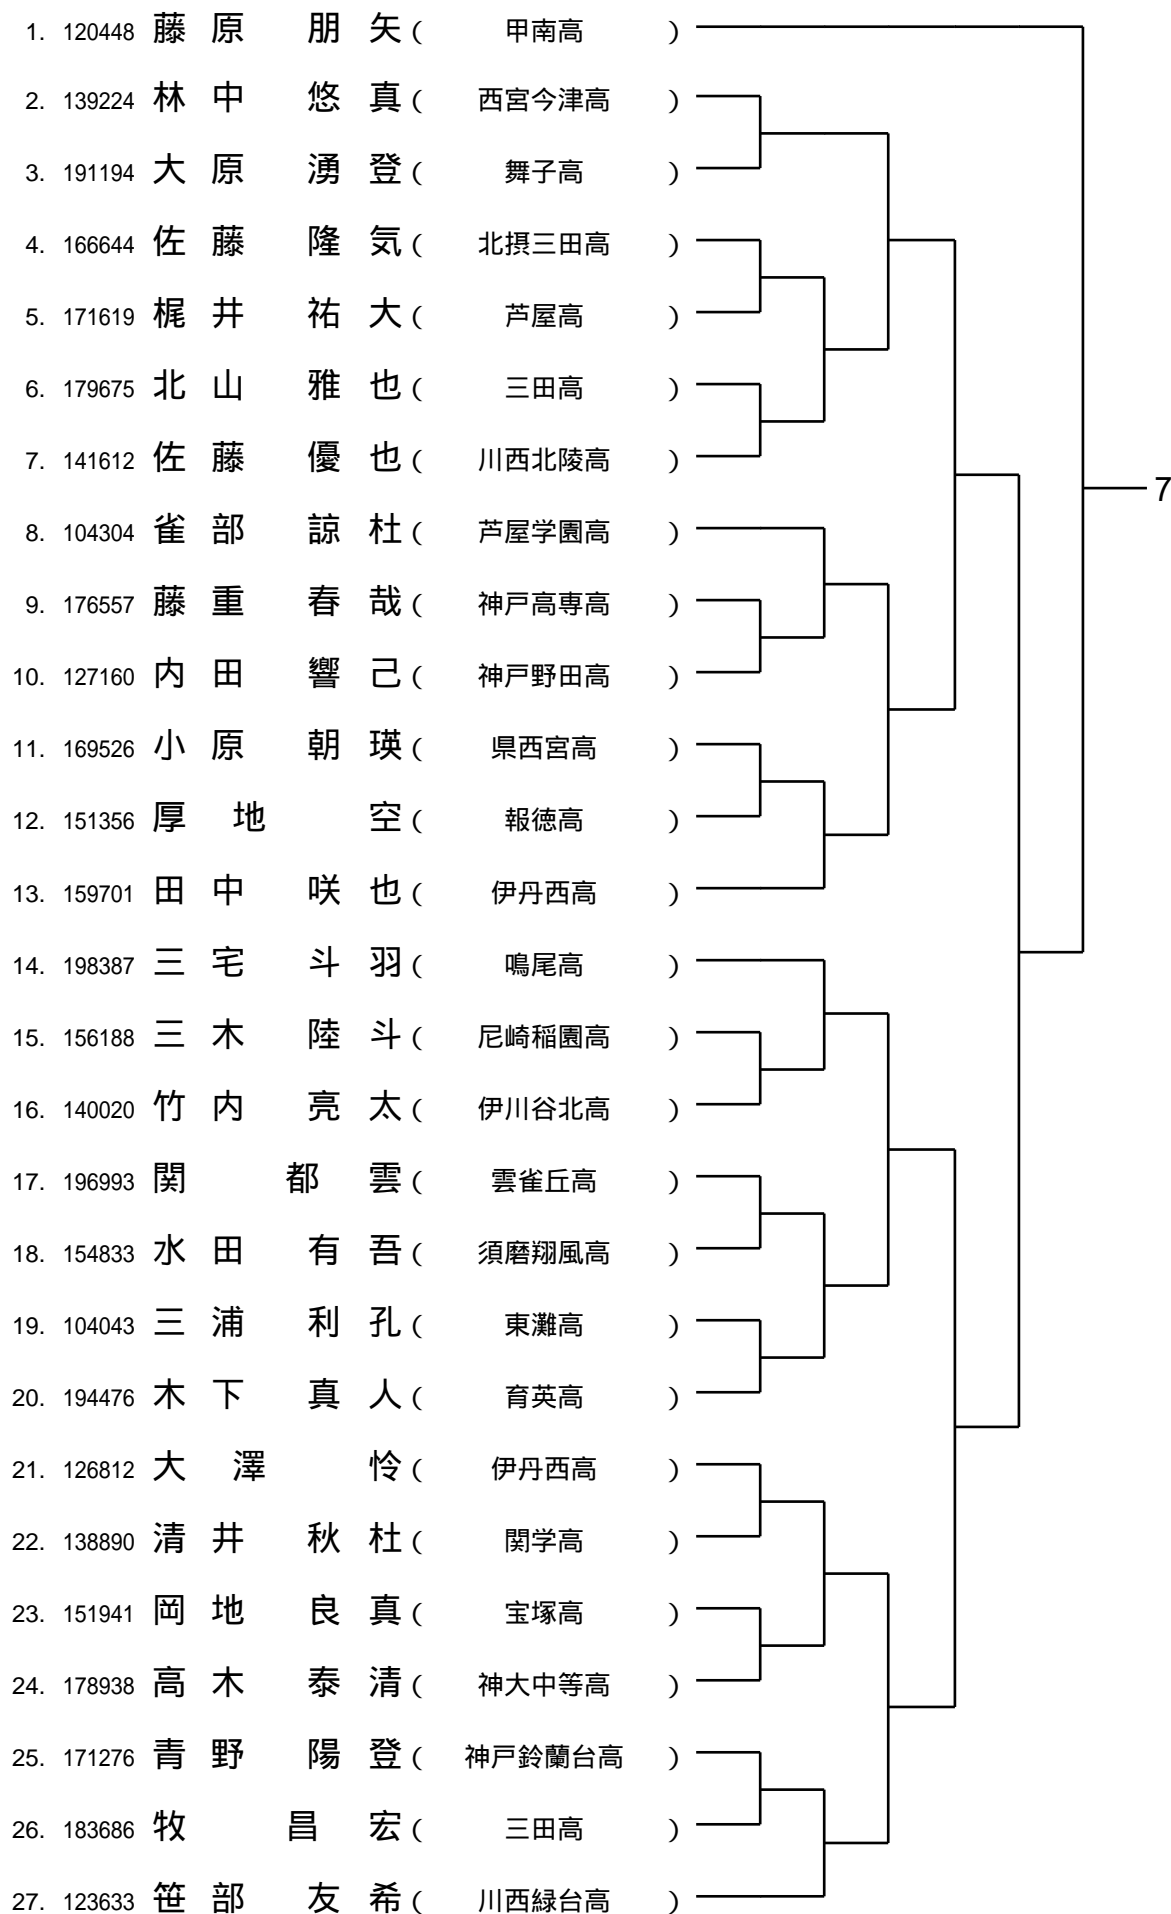 1. 120448 藤原 朋矢 ( 甲南高 )
2. 139224 林中 悠真 ( 西宮今津高 )
3. 191194 大原 湧登 ( 舞子高 )
4. 166644 佐藤 隆気 ( 北摂三田高 )
5. 171619 梶井 祐大 ( 芦屋高 )
6. 179675 北山 雅也 ( 三田高 )
7. 141612 佐藤 優也 ( 川西北陵高 )
7
8. 104304 雀部 諒杜 ( 芦屋学園高 )
9. 176557 藤重 春哉 ( 神戸高専高 )
10. 127160 内田 響己 ( 神戸野田高 )
11. 169526 小原 朝瑛 ( 県西宮高 )
12. 151356 厚地 空 ( 報徳高 )
13. 159701 田中 咲也 ( 伊丹西高 )
14. 198387 三宅 斗羽 ( 鳴尾高 )
15. 156188 三木 陸斗 ( 尼崎稲園高 )
16. 140020 竹内 亮太 ( 伊川谷北高 )
17. 196993 関 都雲 ( 雲雀丘高 )
18. 154833 水田 有吾 ( 須磨翔風高 )
19. 104043 三浦 利孔 ( 東灘高 )
20. 194476 木下 真人 ( 育英高 )
21. 126812 大澤 怜 ( 伊丹西高 )
22. 138890 清井 秋杜 ( 関学高 )
23. 151941 岡地 良真 ( 宝塚高 )
24. 178938 高木 泰清 ( 神大中等高 )
25. 171276 青野 陽登 ( 神戸鈴蘭台高 )
26. 183686 牧 昌宏 ( 三田高 )
27. 123633 笹部 友希 ( 川西緑台高 )